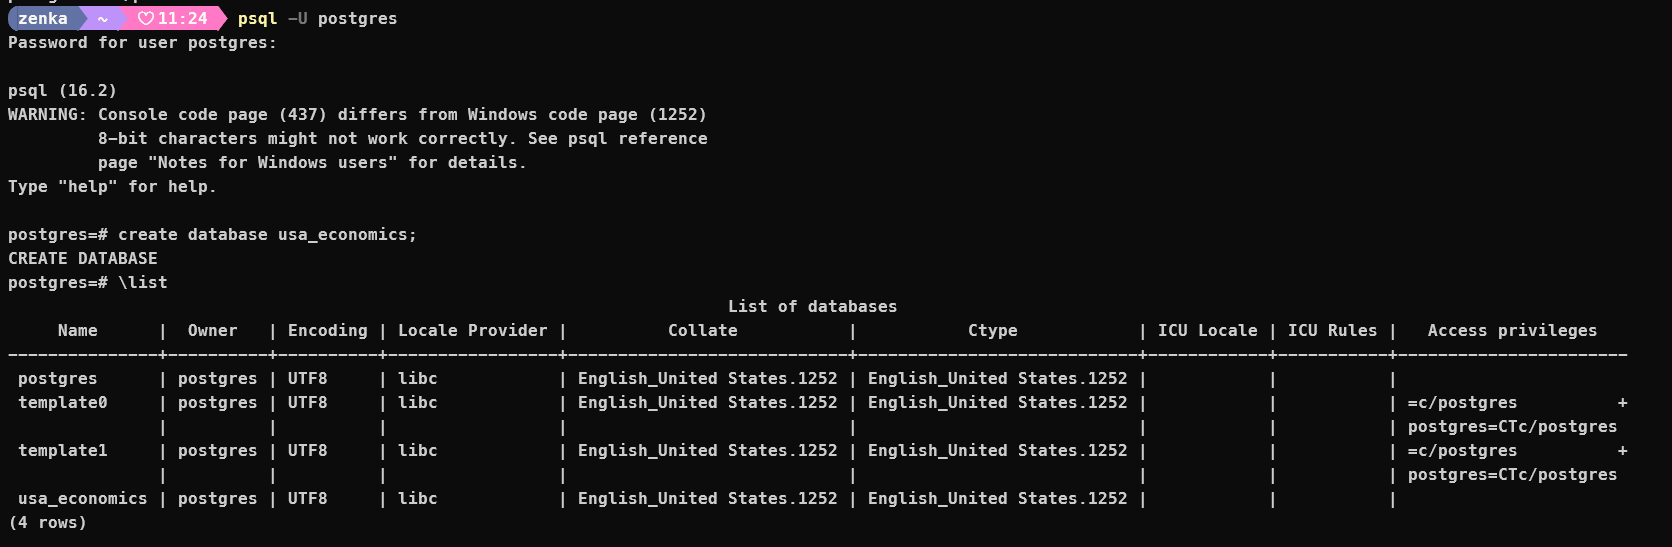 zenka ~ ♡ 11:24 psql -U postgres
Password for user postgres:

psql (16.2)
WARNING: Console code page (437) differs from Windows code page (1252)
         8-bit characters might not work correctly. See psql reference
         page "Notes for Windows users" for details.
Type "help" for help.

postgres=# create database usa_economics;
CREATE DATABASE
postgres=# \list
                                                                        List of databases
     Name      |  Owner   | Encoding | Locale Provider |          Collate           |           Ctype            | ICU Locale | ICU Rules |   Access privileges
---------------+----------+----------+-----------------+----------------------------+----------------------------+------------+-----------+-----------------------
 postgres      | postgres | UTF8     | libc            | English_United States.1252 | English_United States.1252 |            |           |
 template0     | postgres | UTF8     | libc            | English_United States.1252 | English_United States.1252 |            |           | =c/postgres          +
               |          |          |                 |                            |                            |            |           | postgres=CTc/postgres
 template1     | postgres | UTF8     | libc            | English_United States.1252 | English_United States.1252 |            |           | =c/postgres          +
               |          |          |                 |                            |                            |            |           | postgres=CTc/postgres
 usa_economics | postgres | UTF8     | libc            | English_United States.1252 | English_United States.1252 |            |           |
(4 rows)